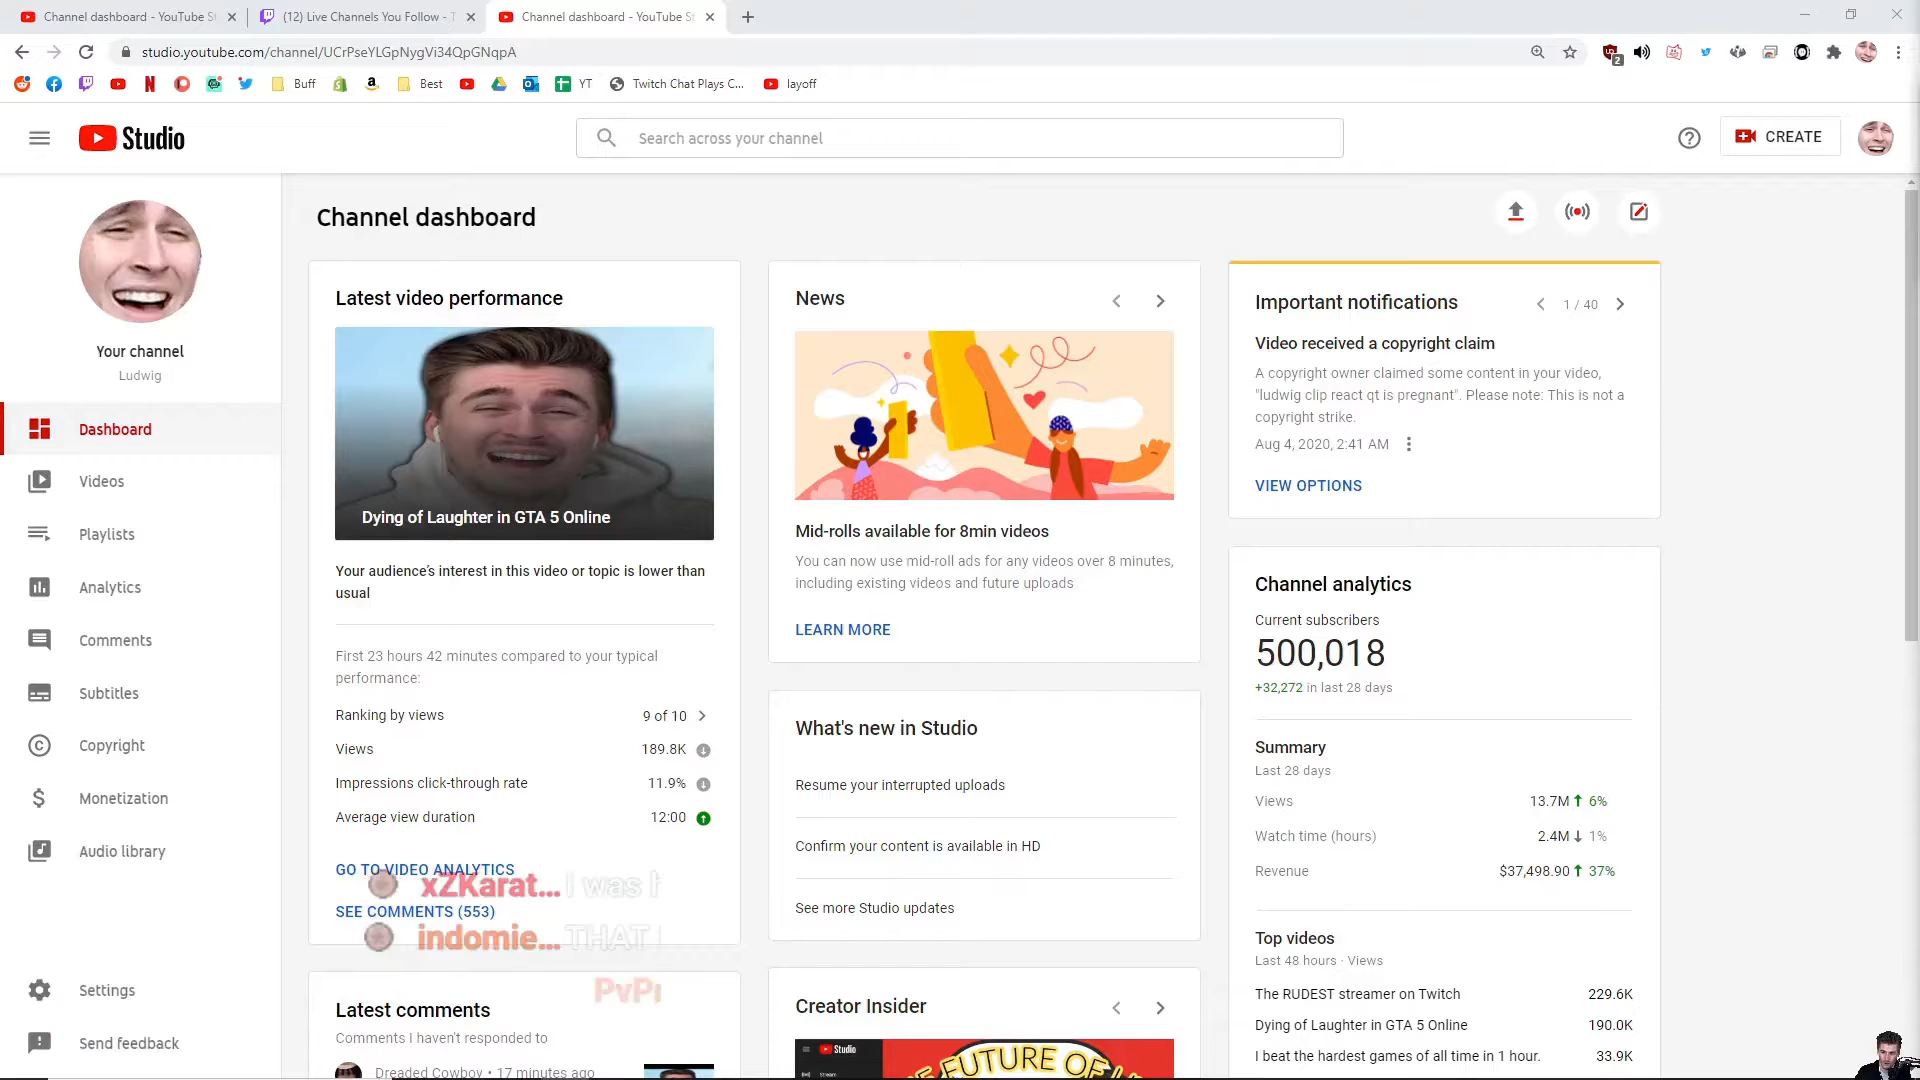 Channel dashboard - YouTube St
(12) Live Channels You Follow - T
Channel dashboard - YouTube St
studio.youtube.com/channel/UCrPseYLGpNygVi34QpGNqpA
2
Buff
Best
YT
Twitch Chat Plays C...
layoff
Studio
Search across your channel
CREATE
Your channel
Ludwig
Dashboard
Videos
Playlists
Analytics
Comments
Subtitles
Copyright
Monetization
Audio library
Settings
Send feedback
Channel dashboard
Latest video performance
Dying of Laughter in GTA 5 Online
Your audience's interest in this video or topic is lower than
usual
First 23 hours 42 minutes compared to your typical
performance:
Ranking by views 9 of 10
Views 189.8K
Impressions click-through rate 11.9%
Average view duration 12:00
GO TO VIDEO ANALYTICS
xZKarat... I was
SEE COMMENTS (553)
indomie... THAT
Latest comments
Comments I haven't responded to
Dreaded Cowboy • 17 minutes ago
News
Mid-rolls available for 8min videos
You can now use mid-roll ads for any videos over 8 minutes,
including existing videos and future uploads
LEARN MORE
What's new in Studio
Resume your interrupted uploads
Confirm your content is available in HD
See more Studio updates
Creator Insider
Studio
Stream
FUTURE OF
Important notifications
1 / 40
Video received a copyright claim
A copyright owner claimed some content in your video,
"ludwig clip react qt is pregnant". Please note: This is not a
copyright strike.
Aug 4, 2020, 2:41 AM
VIEW OPTIONS
Channel analytics
Current subscribers
500,018
+32,272 in last 28 days
Summary
Last 28 days
Views 13.7M 6%
Watch time (hours) 2.4M 1%
Revenue $37,498.90 37%
Top videos
Last 48 hours · Views
The RUDEST streamer on Twitch 229.6K
Dying of Laughter in GTA 5 Online 190.0K
I beat the hardest games of all time in 1 hour. 33.9K